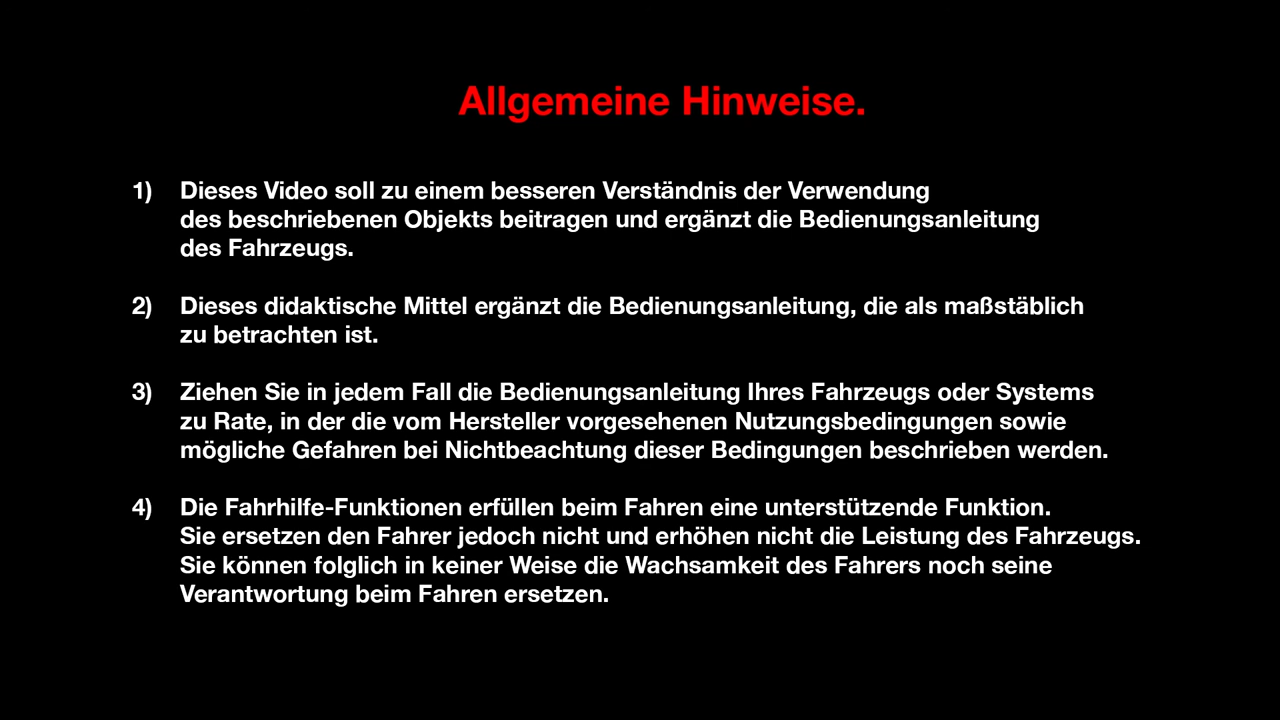 Allgemeine Hinweise.
1) Dieses Video soll zu einem besseren Verständnis der Verwendung
des beschriebenen Objekts beitragen und ergänzt die Bedienungsanleitung
des Fahrzeugs.
2) Dieses didaktische Mittel ergänzt die Bedienungsanleitung, die als maßstäblich
zu betrachten ist.
3) Ziehen Sie in jedem Fall die Bedienungsanleitung Ihres Fahrzeugs oder Systems
zu Rate, in der die vom Hersteller vorgesehenen Nutzungsbedingungen sowie
mögliche Gefahren bei Nichtbeachtung dieser Bedingungen beschrieben werden.
4) Die Fahrhilfe-Funktionen erfüllen beim Fahren eine unterstützende Funktion.
Sie ersetzen den Fahrer jedoch nicht und erhöhen nicht die Leistung des Fahrzeugs.
Sie können folglich in keiner Weise die Wachsamkeit des Fahrers noch seine
Verantwortung beim Fahren ersetzen.